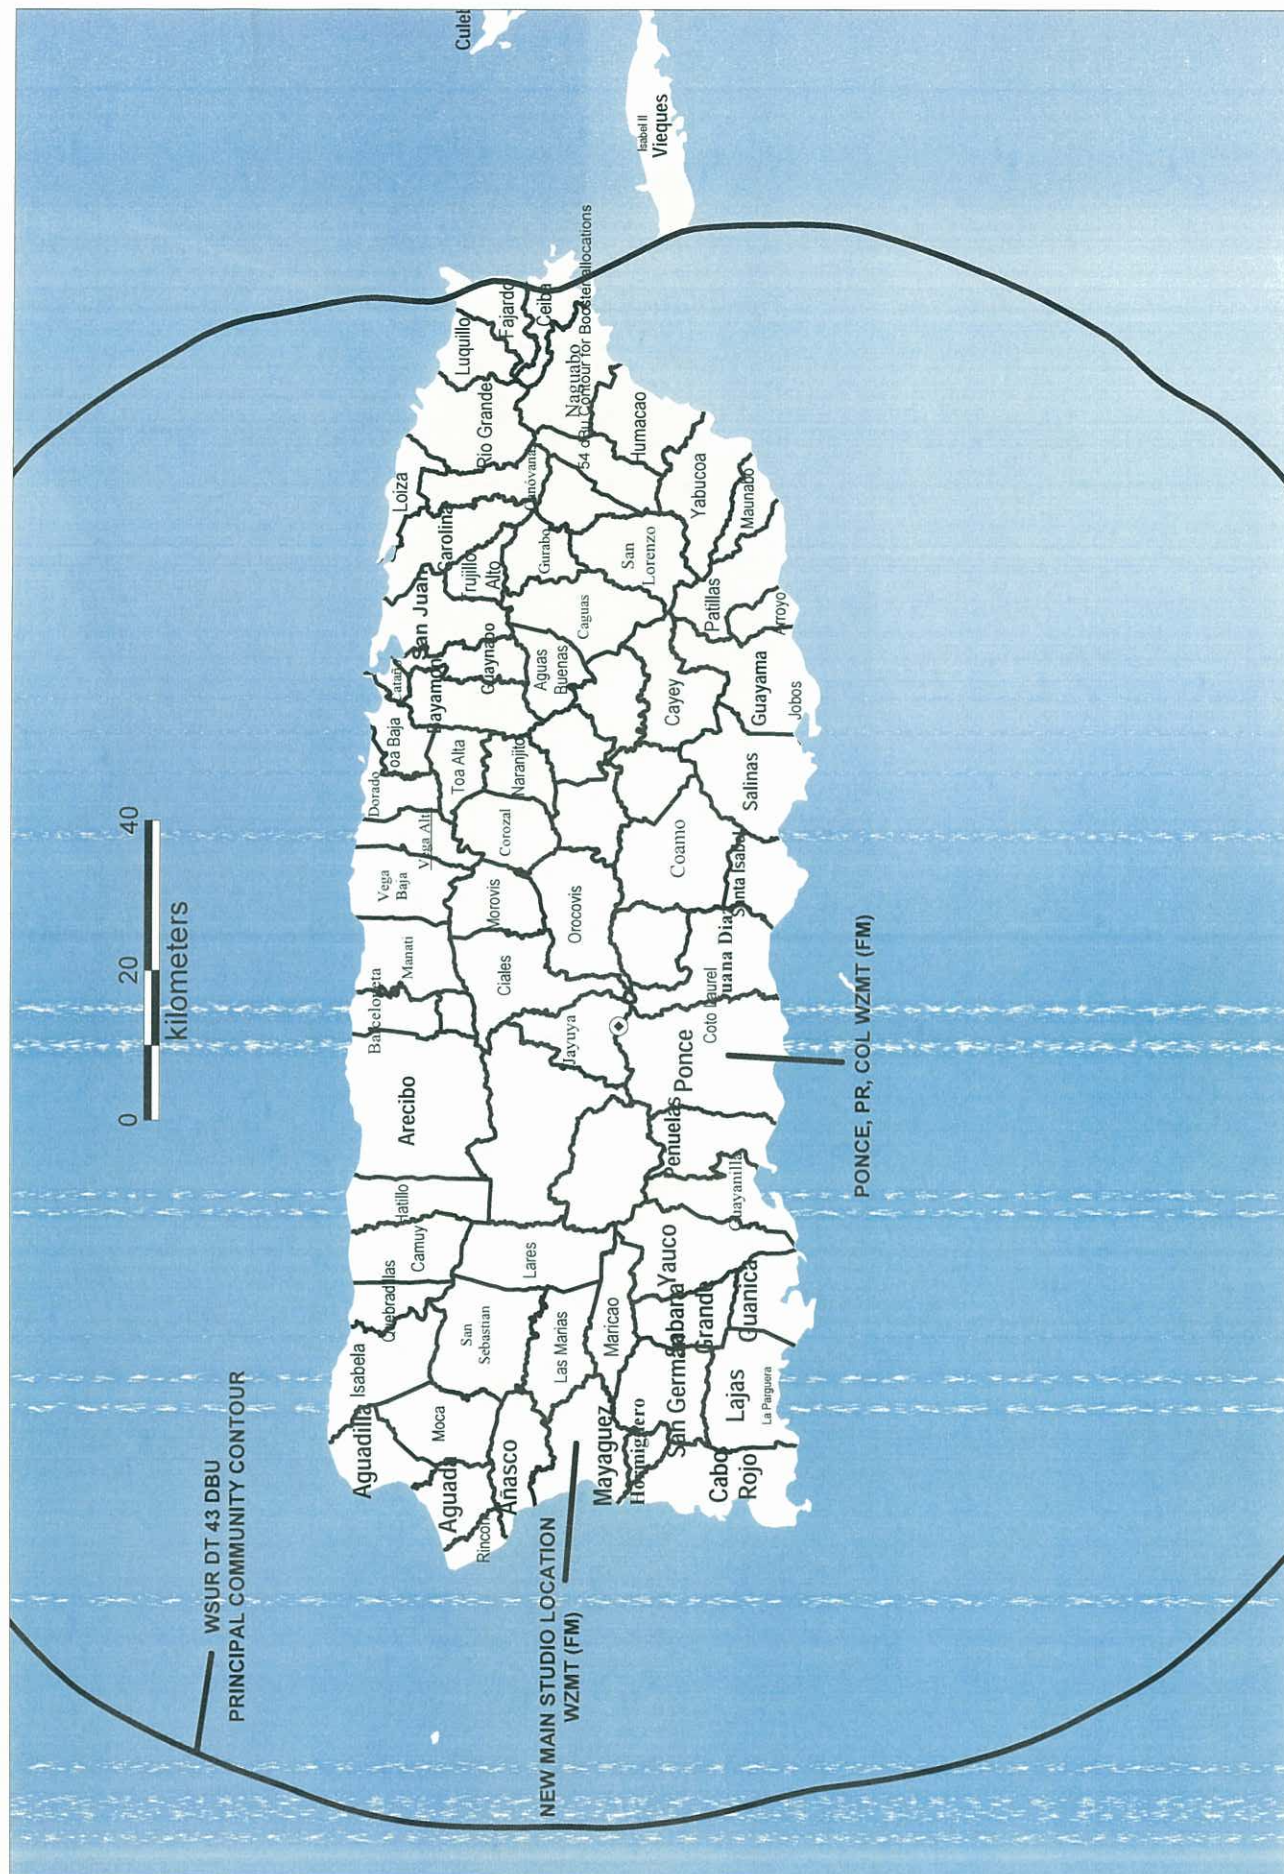 0 20 40
kilometers
WSUR DT 43 DBU
PRINCIPAL COMMUNITY CONTOUR
Aguadilla
Isabela
Quebradillas
Camuy
Hatillo
Arecibo
Barceloneta
Manati
Vega
Baja
Vega Alt
Dorado
Toa Baja
Cataño
Bayamon
San Juan
Carolina
Loiza
Rio Grande
Luquillo
Fajardo
Ceiba
Moca
Aguada
Rincon
Añasco
San
Sebastian
Lares
Las Marias
Ciales
Morovis
Corozal
Toa Alta
Naranjito
Guaynabo
Trujillo
Alto
Aguas
Buenas
Gurabo
Canóvana
Caguas
Jayuya
Orocovis
San
Lorenzo
Naguabo
54 dBu Contour for Booster allocations
Humacao
Isabel II
Vieques
NEW MAIN STUDIO LOCATION
WZMT (FM)
Mayaguez
Hormiguero
Maricao
San German
Sabana
Grande
Yauco
Penuelas
Ponce
Coto Laurel
Juana Diaz
Coamo
Cayey
Patillas
Yabucoa
Maunabo
Cabo
Rojo
Lajas
La Parguera
Guanica
Guayanilla
Santa Isabel
Salinas
Guayama
Jobos
Arroyo
PONCE, PR, COL WZMT (FM)